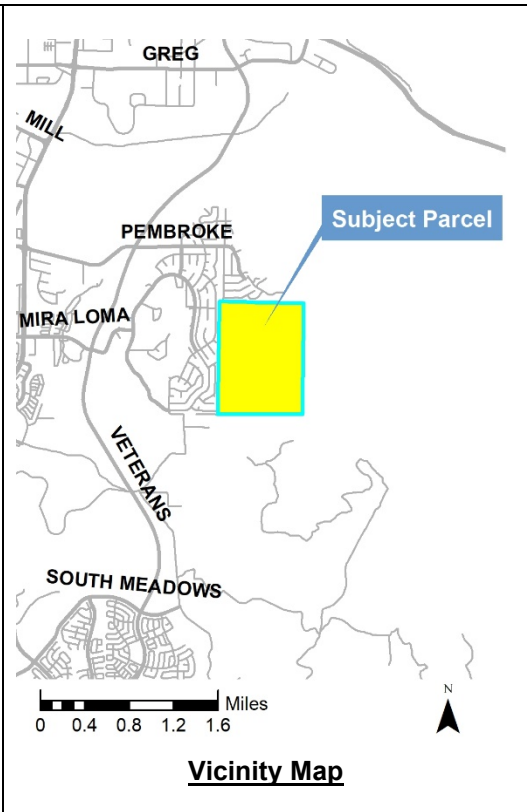 GREG
MILL
PEMBROKE
Subject Parcel
MIRA LOMA
VETERANS
SOUTH MEADOWS
Miles
0 0.4 0.8 1.2 1.6
N
Vicinity Map